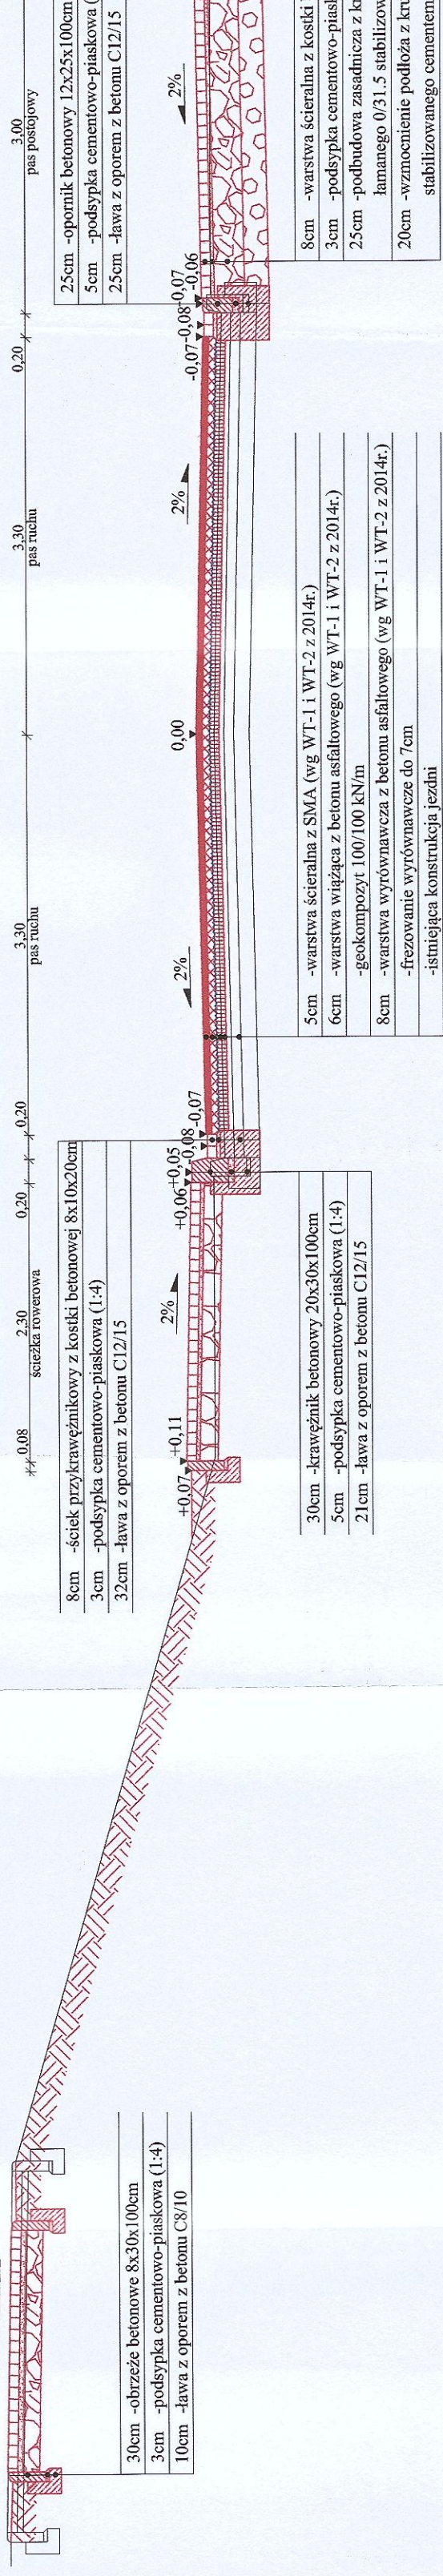 0,08
2,30
ścieżka rowerowa
0,20
0,20
3,30
pas ruchu
3,30
pas ruchu
0,20
3,00
pas postojowy
8cm -ściek przykrawężnikowy z kostki betonowej 8x10x20cm
3cm -podsypka cementowo-piaskowa (1:4)
32cm -ława z oporem z betonu C12/15
25cm -opornik betonowy 12x25x100cm
5cm -podsypka cementowo-piaskowa (
25cm -ława z oporem z betonu C12/15
+0,07
+0,11
2%
+0,06
+0,05
-0,08
-0,07
2%
0,00
2%
-0,07
-0,08
-0,07
-0,06
2%
30cm -obrzeże betonowe 8x30x100cm
3cm -podsypka cementowo-piaskowa (1:4)
10cm -ława z oporem z betonu C8/10
30cm -krawężnik betonowy 20x30x100cm
5cm -podsypka cementowo-piaskowa (1:4)
21cm -ława z oporem z betonu C12/15
5cm -warstwa ścieralna z SMA (wg WT-1 i WT-2 z 2014r.)
6cm -warstwa wiążąca z betonu asfaltowego (wg WT-1 i WT-2 z 2014r.)
-geokompozyt 100/100 kN/m
8cm -warstwa wyrównawcza z betonu asfaltowego (wg WT-1 i WT-2 z 2014r.)
-frezowanie wyrównawcze do 7cm
-istniejąca konstrukcja jezdni
8cm -warstwa ścieralna z kostki
3cm -podsypka cementowo-piask
25cm -podbudowa zasadnicza z k
łamanego 0/31.5 stabilizow
20cm -wzmocnienie podłoża z kru
stabilizowanego cementem